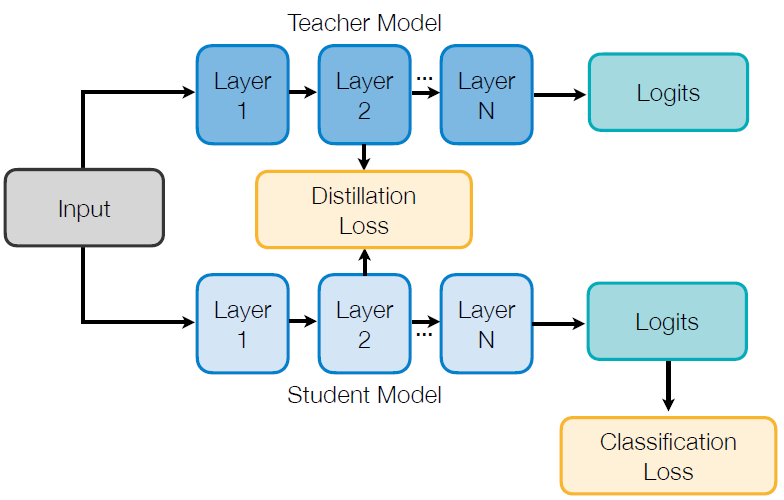 Teacher Model
Layer
1
Layer
2
...
Layer
N
Logits
Input
Distillation
Loss
Layer
1
Layer
2
...
Layer
N
Logits
Student Model
Classification
Loss